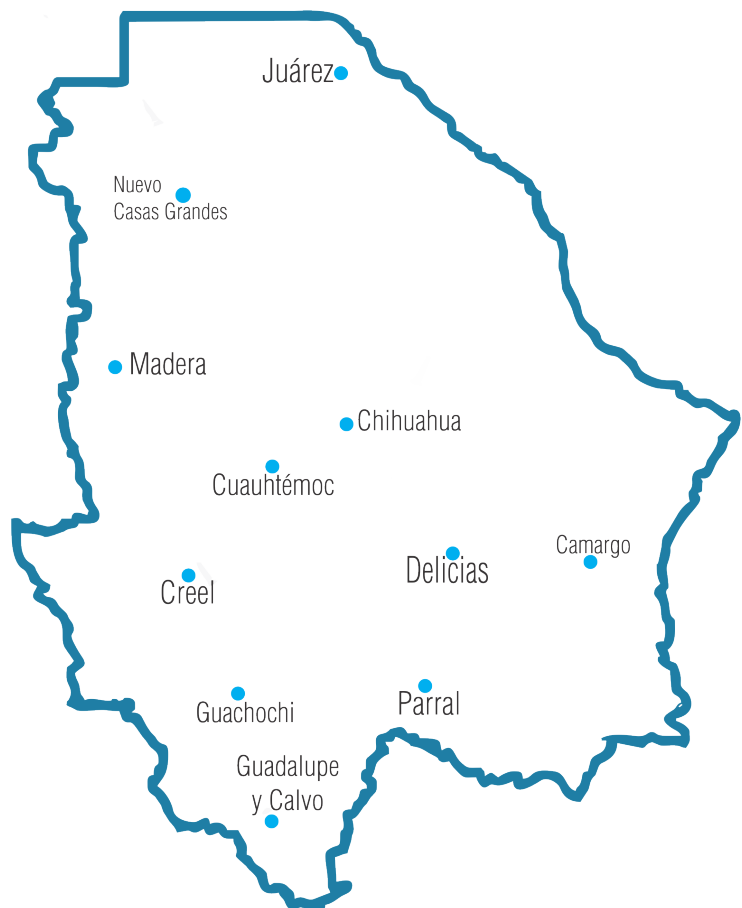 Juárez
Nuevo
Casas Grandes
Madera
Chihuahua
Cuauhtémoc
Camargo
Delicias
Creel
Parral
Guachochi
Guadalupe
y Calvo